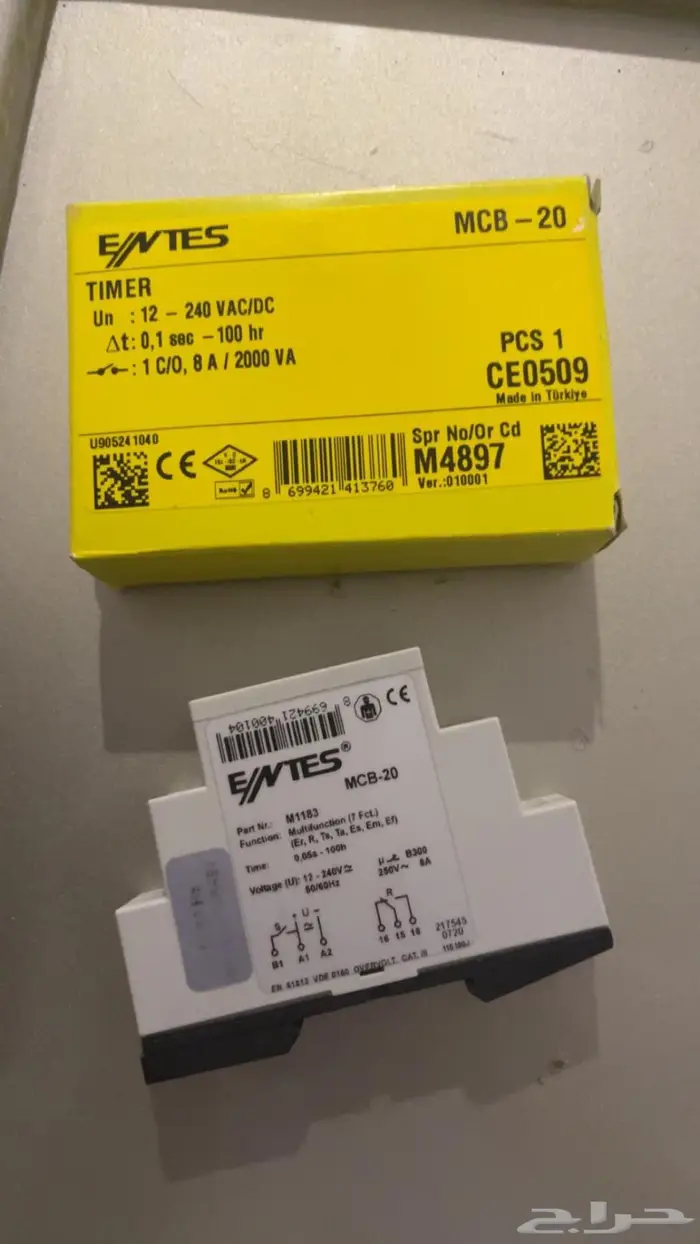 ENTES
MCB - 20
TIMER
Un : 12 - 240 VAC/DC
Δt: 0,1 sec - 100 hr
: 1 C/O, 8 A / 2000 VA
PCS 1
CE0509
Made in Türkiye
U905241040
CE
RoHS
8 699421 413760
Spr No/Or Cd
M4897
Ver.:010001
8 699421 400104
CE
ENTES®
MCB-20
Part Nr.: M1183
Function: Multifunction (7 Fct.)
(Er, R, Ts, Ta, Es, Em, Ef)
Time: 0,05s - 100h
Voltage (U): 12 - 240V
50/60Hz
µ B300
250V~ 8A
S + U -
B1 A1 A2
R
16 15 18
217545
0720
EN 61812 VDE 0160 OVERVOLT. CAT. III
حراج